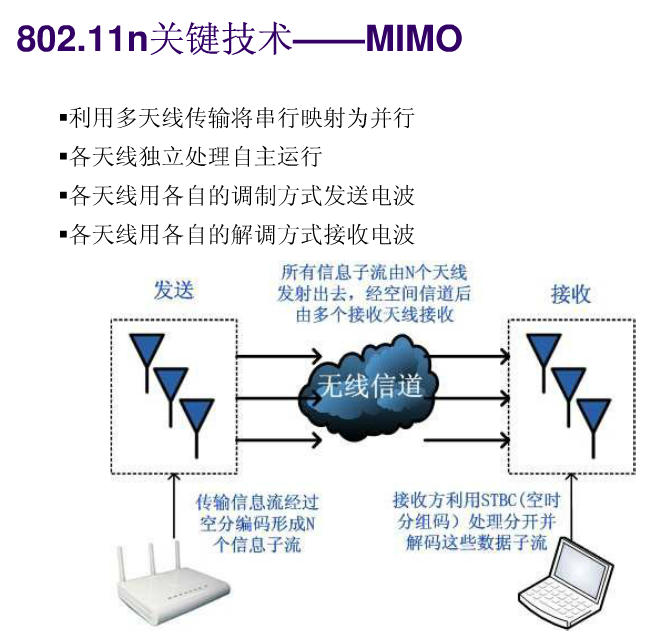 802.11n关键技术——MIMO
▪利用多天线传输将串行映射为并行
▪各天线独立处理自主运行
▪各天线用各自的调制方式发送电波
▪各天线用各自的解调方式接收电波
发送
所有信息子流由N个天线
发射出去，经空间信道后
由多个接收天线接收
接收
无线信道
传输信息流经过
空分编码形成N
个信息子流
接收方利用STBC(空时
分组码）处理分开并
解码这些数据子流